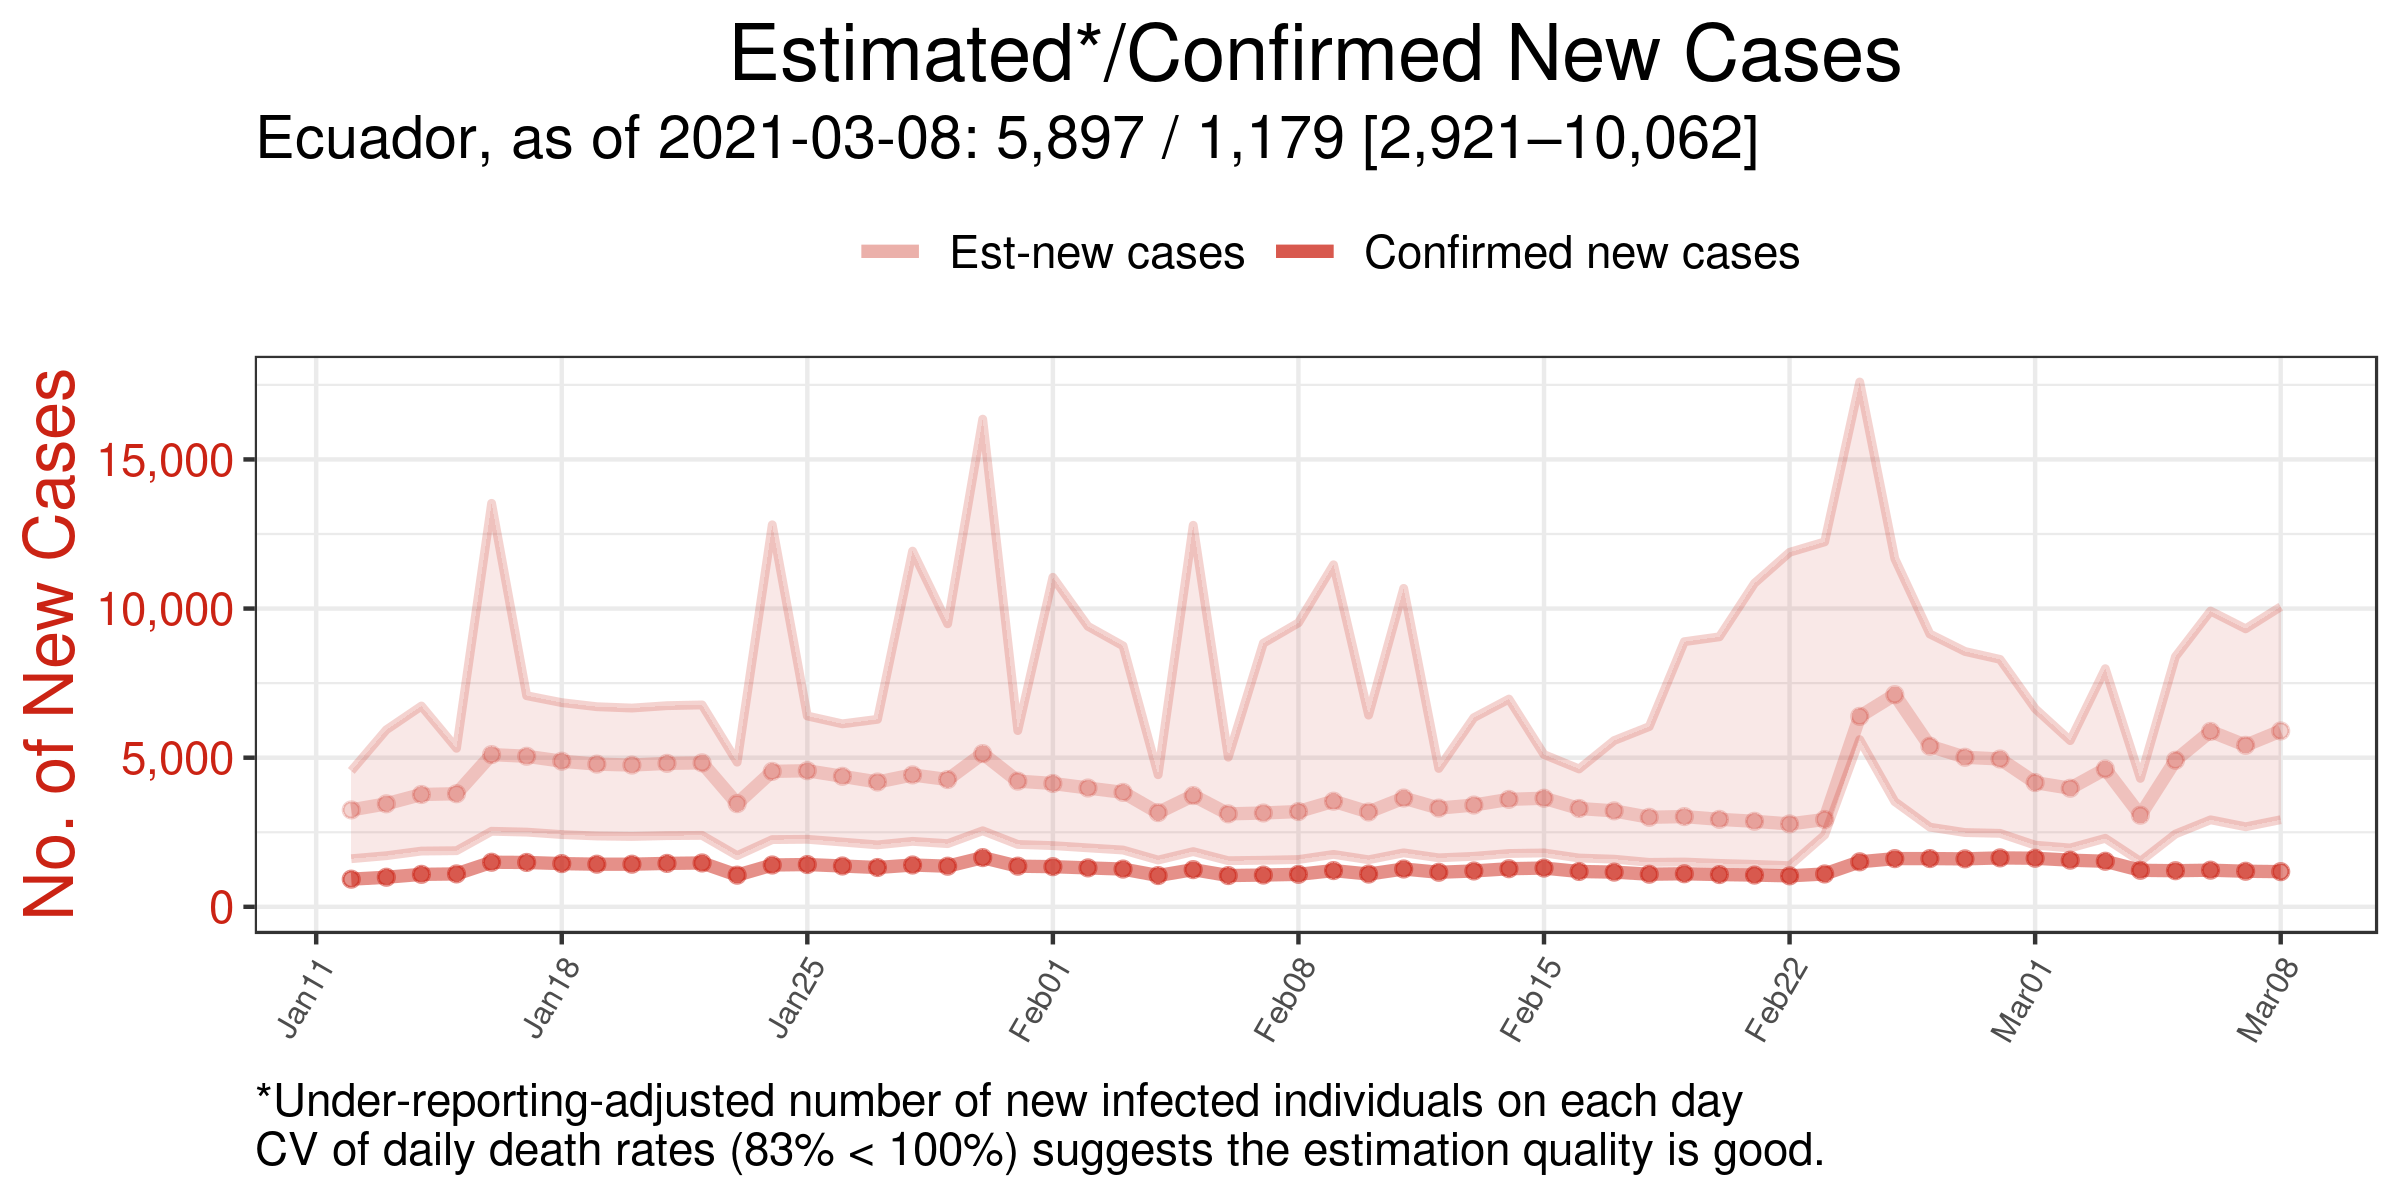 Estimated*/Confirmed New Cases
Ecuador, as of 2021-03-08: 5,897 / 1,179 [2,921–10,062]
Est-new cases
Confirmed new cases
No. of New Cases
15,000
10,000
5,000
0
Jan11
Jan18
Jan25
Feb01
Feb08
Feb15
Feb22
Mar01
Mar08
*Under-reporting-adjusted number of new infected individuals on each day
CV of daily death rates (83% < 100%) suggests the estimation quality is good.